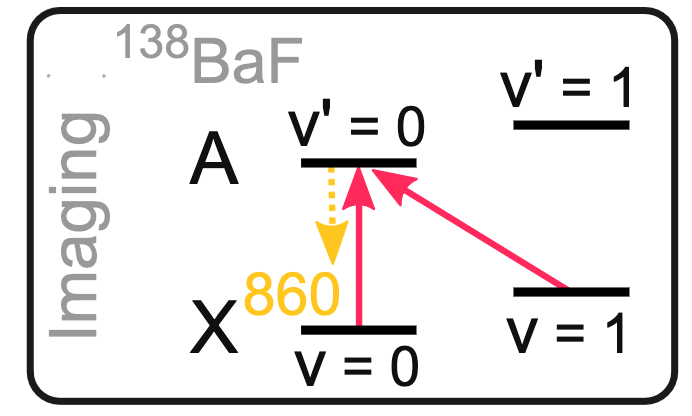 ¹³⁸BaF
Imaging
A
v' = 0
v' = 1
X
860
v = 0
v = 1